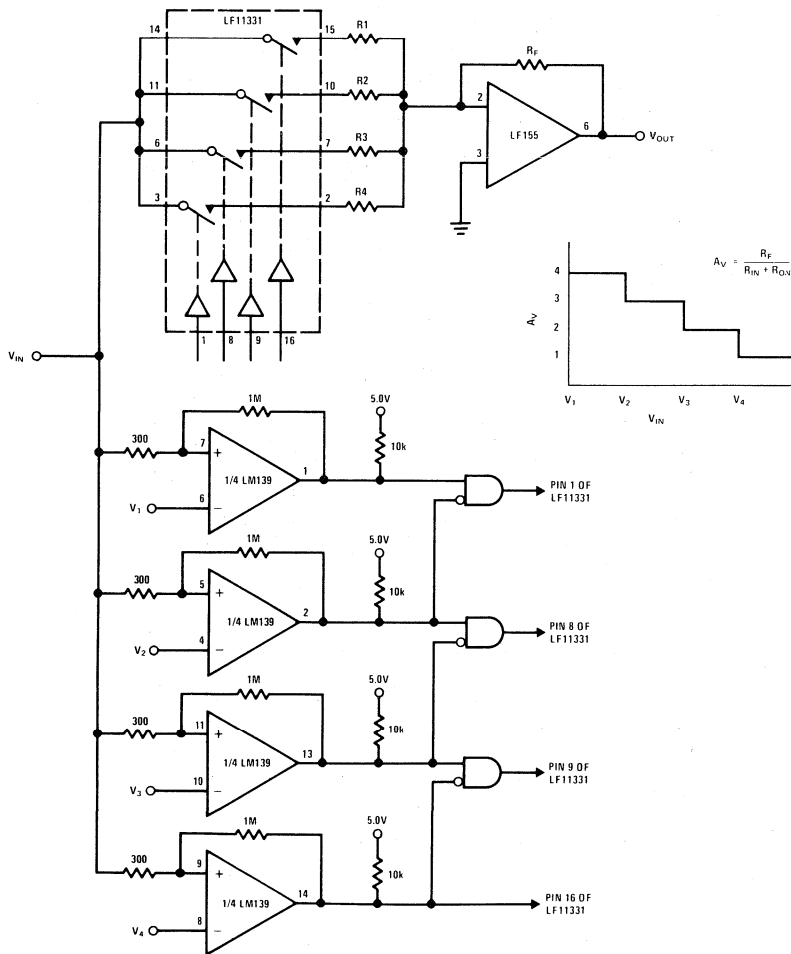 LF11331
14
15
R1
11
10
R2
6
7
R3
3
2
R4
1
8
9
16
RF
2
3
LF155
6
VOUT
VIN
AV = RF / RIN + RON
4
3
2
1
AV
V1
V2
V3
V4
VIN
300
1M
7
+
1/4 LM139
1
V1
6
−
5.0V
10k
PIN 1 OF
LF11331
300
1M
5
+
1/4 LM139
2
V2
4
−
5.0V
10k
PIN 8 OF
LF11331
300
1M
11
+
1/4 LM139
13
V3
10
−
5.0V
10k
PIN 9 OF
LF11331
300
1M
9
+
1/4 LM139
14
V4
8
−
5.0V
10k
PIN 16 OF
LF11331